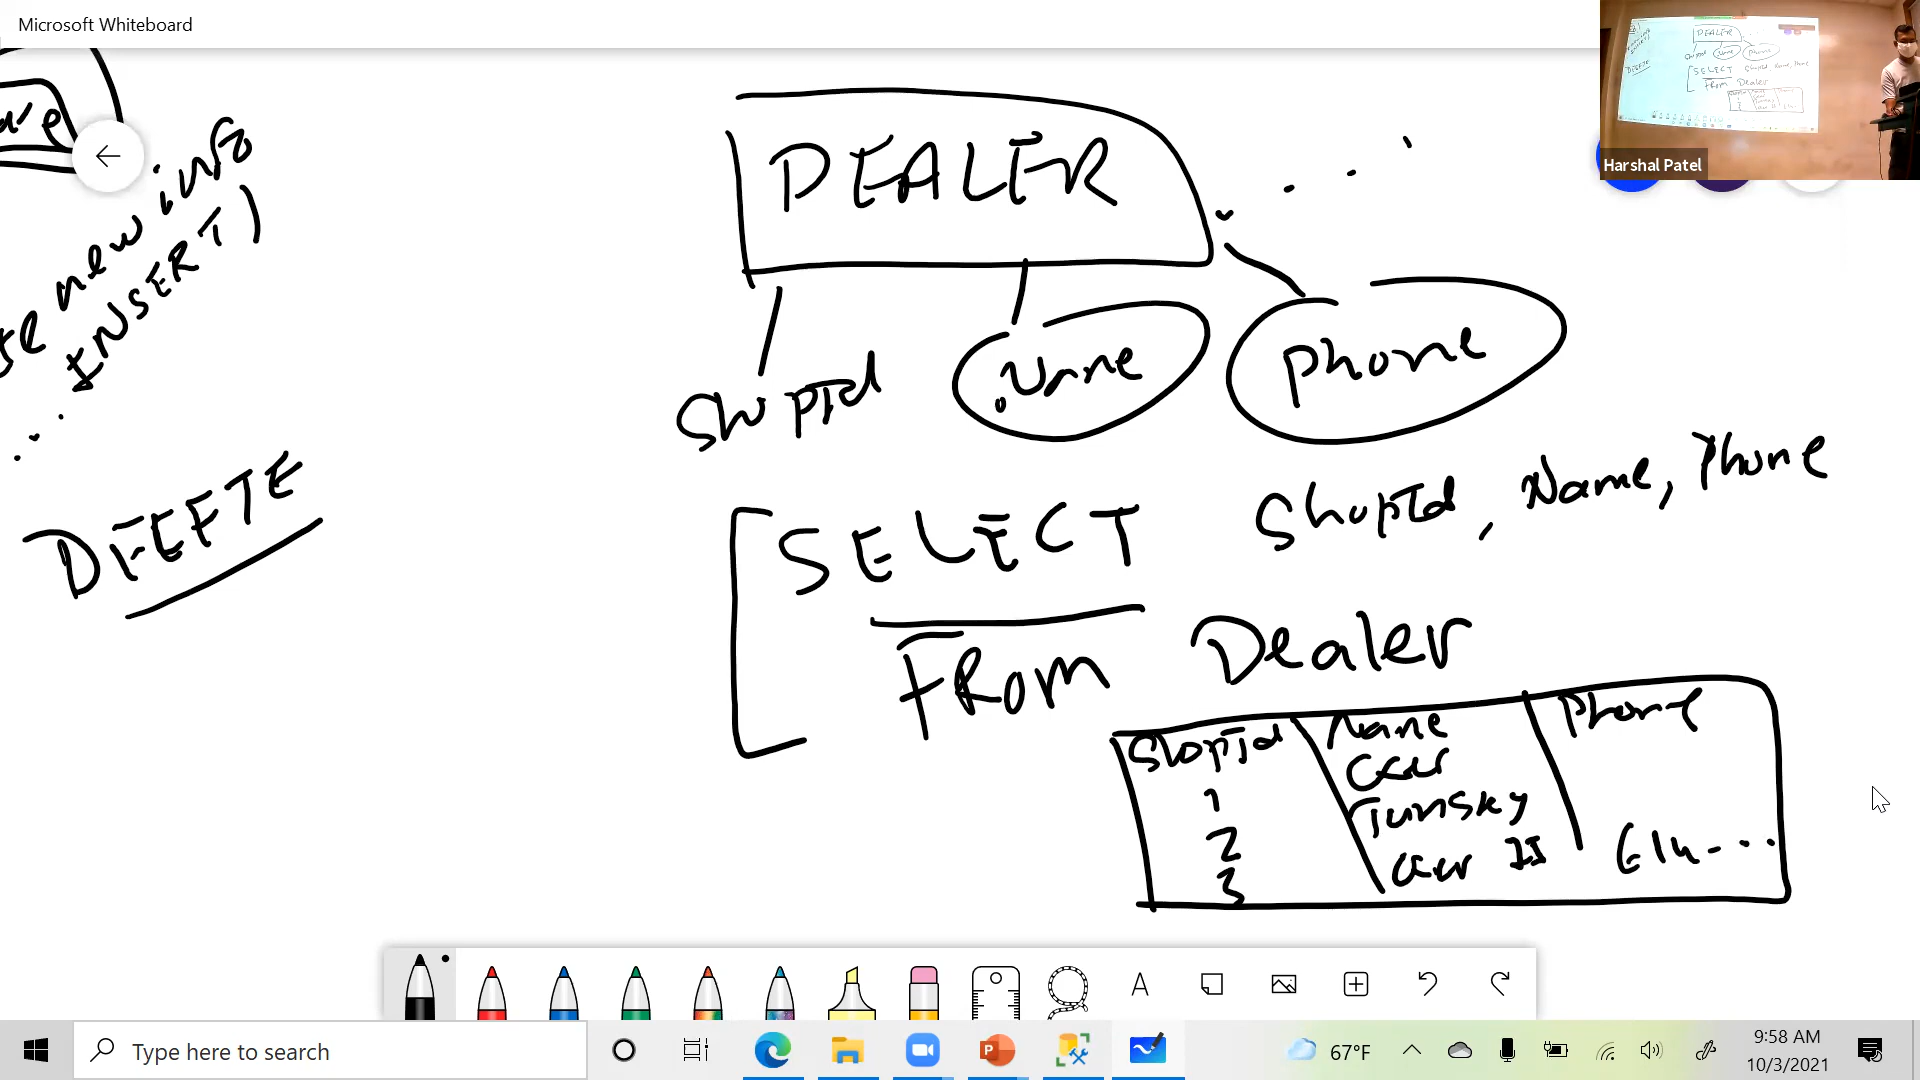 Microsoft Whiteboard
Harshal Patel
new info
INSERT)
...
DELETE
DEALER
ShopId
Name
Phone
SELECT ShopId, Name, Phone
FROM Dealer
ShopId Name Phone
1
2
3
Type here to search
67°F
9:58 AM
10/3/2021